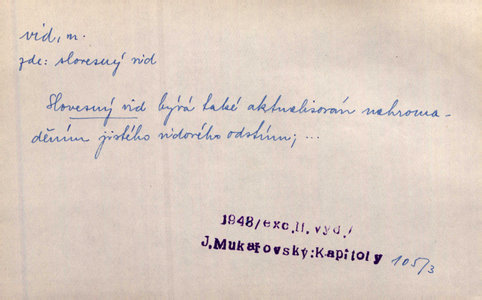 vid, m.
zde: slovesný vid
Slovesný vid bývá také aktualisován nahroma-
děním jistého vidového odstínu; ...
1948/exc.II.vyd./
J.Mukařovský:Kapitoly 105/3